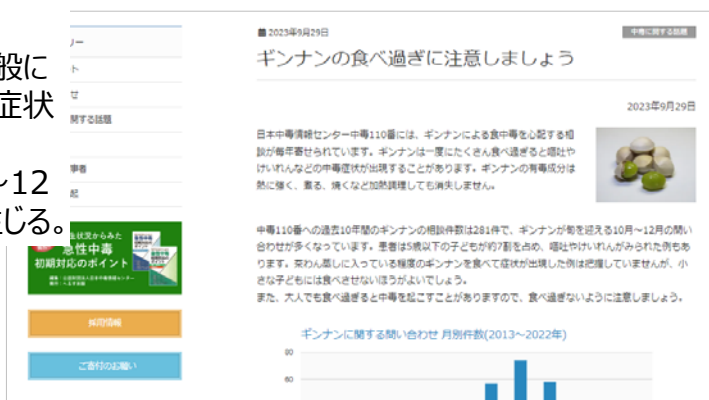 般に
症状
～12
じる。
リー
ト
せ
関する話題
事者
起
生状況からみた
急性中毒
初期対応のポイント
採用情報
ご寄付のお願い
2023年9月29日
中毒に関する話題
ギンナンの食べ過ぎに注意しましょう
2023年9月29日
日本中毒情報センター中毒110番には、ギンナンによる食中毒を心配する相
談が毎年寄せられています。ギンナンは一度にたくさん食べ過ぎると嘔吐や
けいれんなどの中毒症状が出現することがあります。ギンナンの有毒成分は
熱に強く、煮る、焼くなど加熱調理しても消失しません。
中毒110番への過去10年間のギンナンの相談件数は281件で、ギンナンが旬を迎える10月～12月の問い
合わせが多くなっています。患者は5歳以下の子どもが約7割を占め、嘔吐やけいれんがみられた例もあ
ります。茶わん蒸しに入っている程度のギンナンを食べて症状が出現した例は把握していませんが、小
さな子どもには食べさせないほうがよいでしょう。
また、大人でも食べ過ぎると中毒を起こすことがありますので、食べ過ぎないように注意しましょう。
ギンナンに関する問い合わせ 月別件数(2013～2022年)
90
60